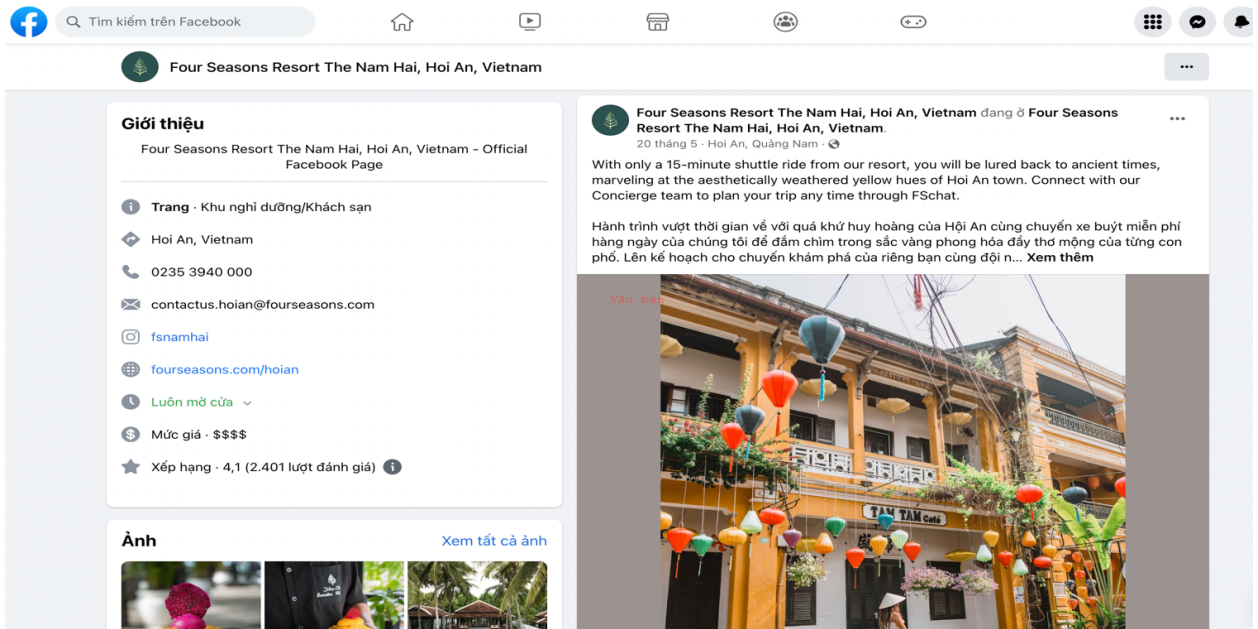 Tìm kiếm trên Facebook
Four Seasons Resort The Nam Hai, Hoi An, Vietnam
Giới thiệu
Four Seasons Resort The Nam Hai, Hoi An, Vietnam - Official
Facebook Page
Trang · Khu nghỉ dưỡng/Khách sạn
Hoi An, Vietnam
0235 3940 000
contactus.hoian@fourseasons.com
fsnamhai
fourseasons.com/hoian
Luôn mở cửa
Mức giá · $$$$
Xếp hạng · 4,1 (2.401 lượt đánh giá)
Ảnh
Xem tất cả ảnh
Four Seasons Resort The Nam Hai, Hoi An, Vietnam đang ở Four Seasons
Resort The Nam Hai, Hoi An, Vietnam.
20 tháng 5 · Hoi An, Quảng Nam ·
With only a 15-minute shuttle ride from our resort, you will be lured back to ancient times,
marveling at the aesthetically weathered yellow hues of Hoi An town. Connect with our
Concierge team to plan your trip any time through FSchat.
Hành trình vượt thời gian về với quá khứ huy hoàng của Hội An cùng chuyến xe buýt miễn phí
hàng ngày của chúng tôi để đắm chìm trong sắc vàng phong hóa đầy thơ mộng của từng con
phố. Lên kế hoạch cho chuyến khám phá của riêng bạn cùng đội n... Xem thêm
Văn bản
TAM TAM Café